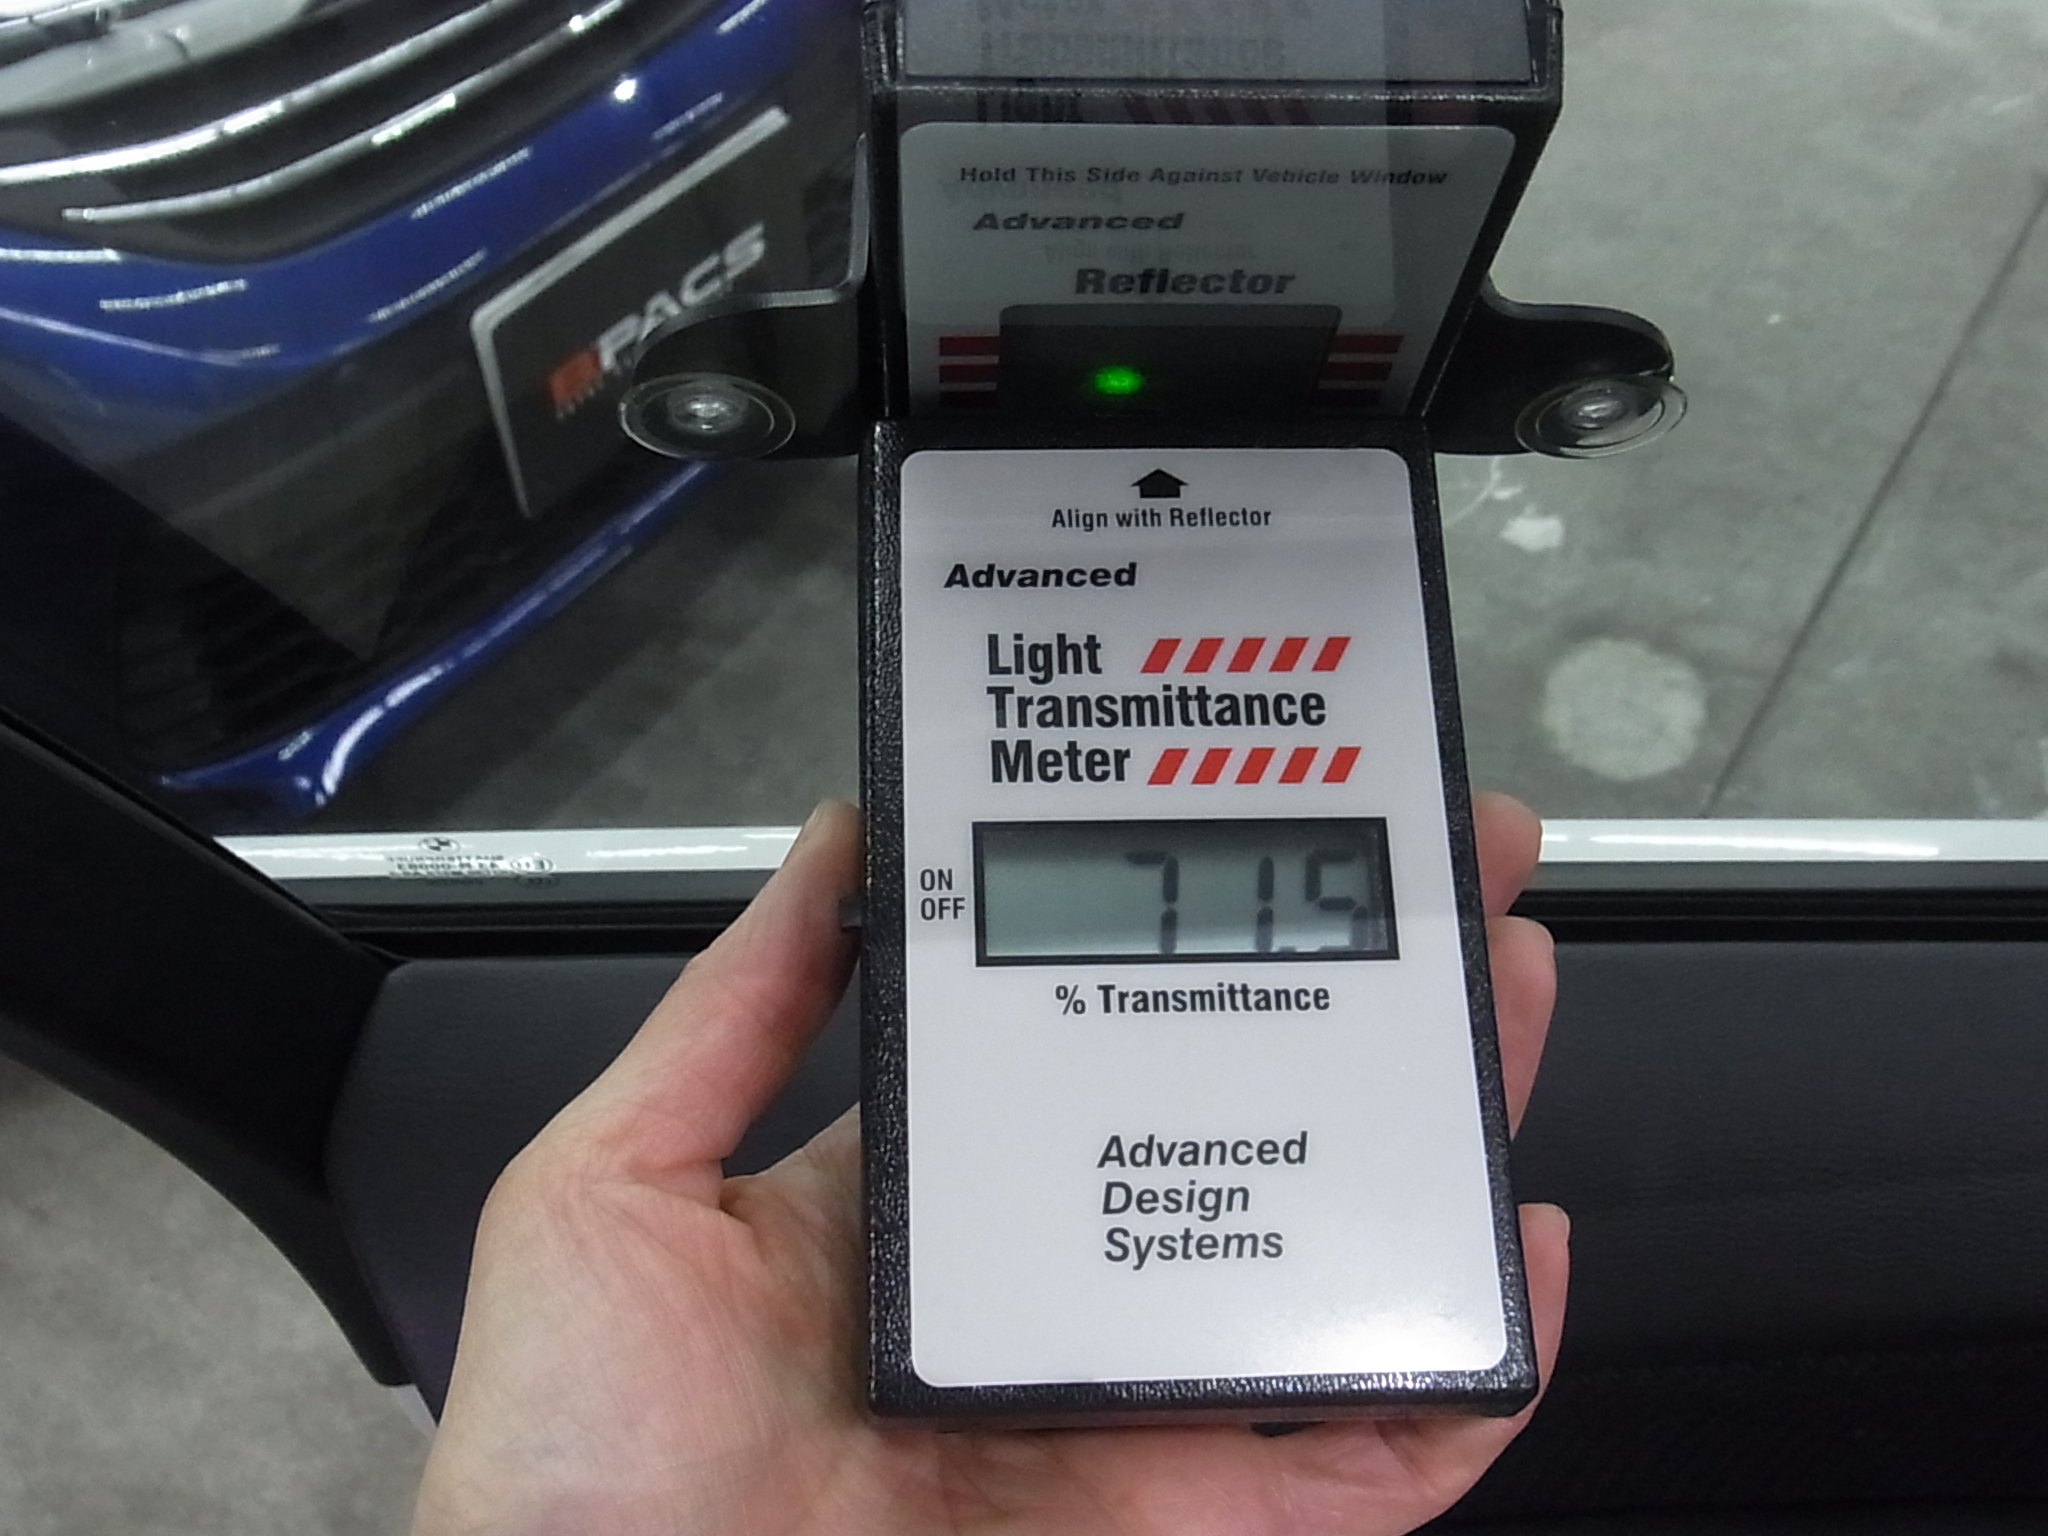 Hold This Side Against Vehicle Window
Advanced
Reflector
PACS
Align with Reflector
Advanced
Light
Transmittance
Meter
ON
OFF
71.5
% Transmittance
Advanced
Design
Systems